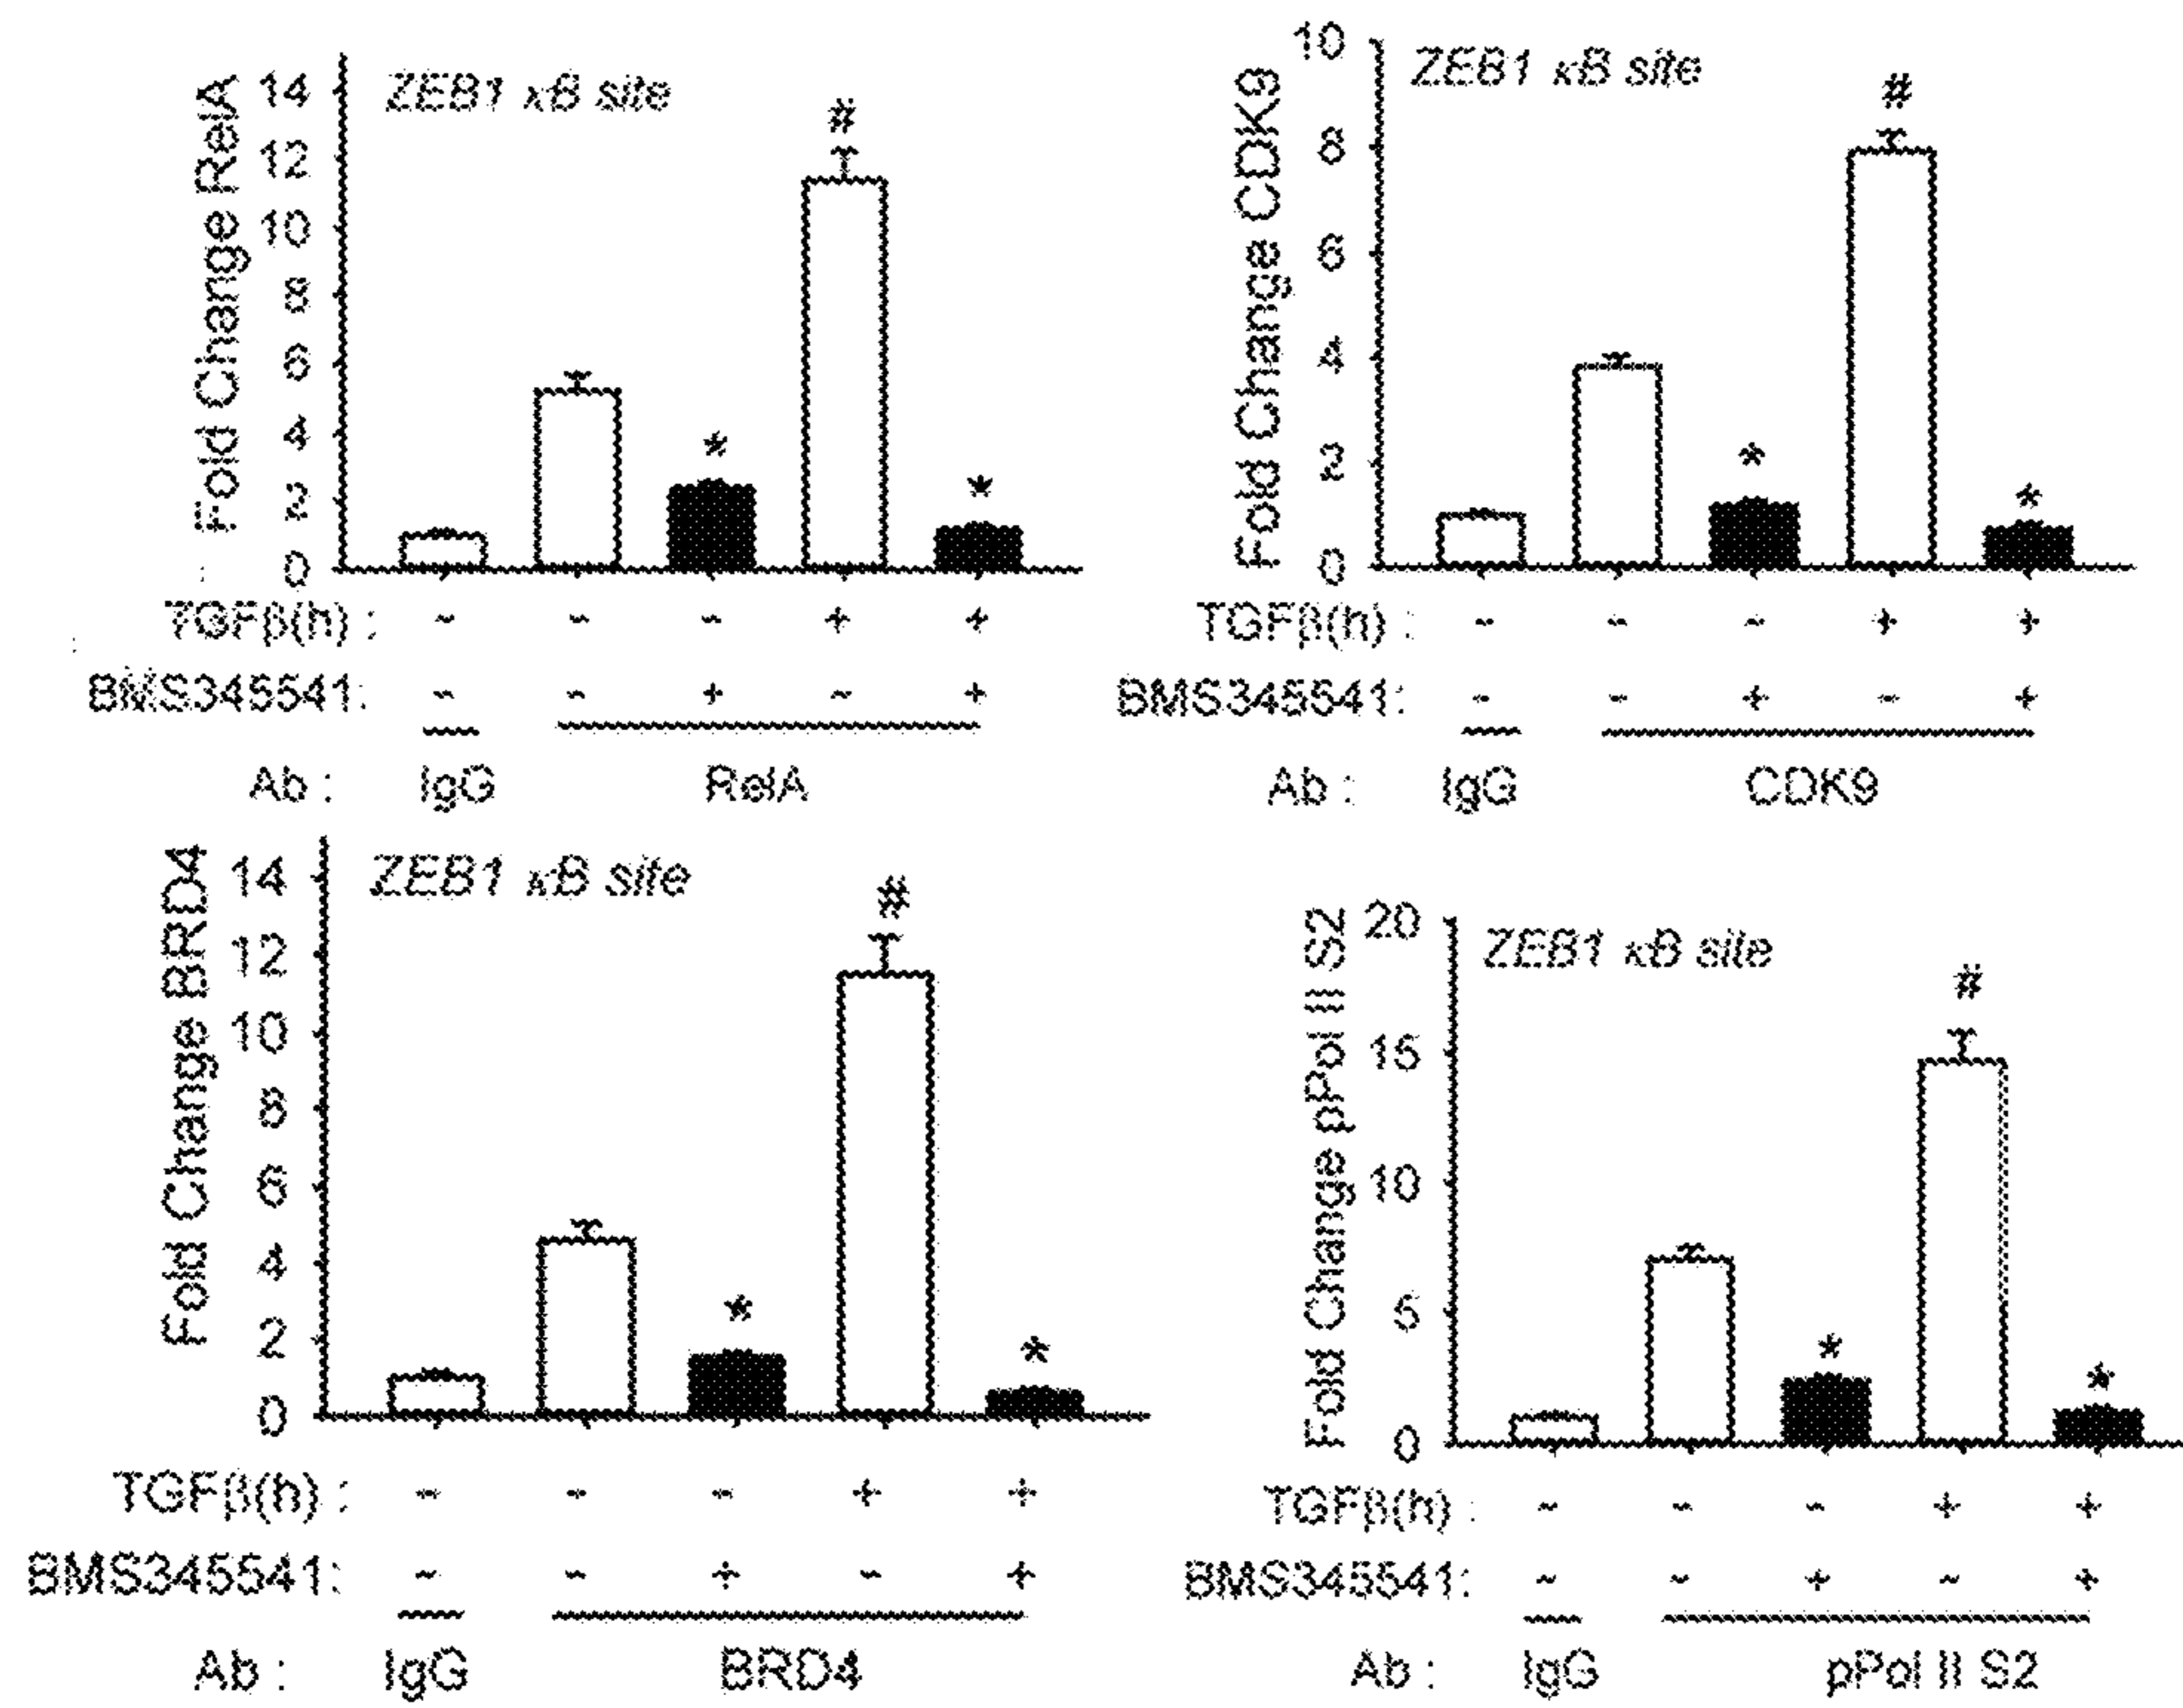 Fold Change RelA
ZEB1 κB site
14
12
10
8
6
4
2
0
#
*
*
TGFβ(h) : - - - + +
BMS345541: - - + - +
Ab : IgG RelA
Fold Change CDK9
ZEB1 κB site
10
8
6
4
2
0
#
*
*
TGFβ(h) : - - - + +
BMS345541: - - + - +
Ab : IgG CDK9
Fold Change BRD4
ZEB1 κB site
14
12
10
8
6
4
2
0
#
*
*
TGFβ(h) : - - - + +
BMS345541: - - + - +
Ab : IgG BRD4
Fold Change pPol II S2
ZEB1 κB site
20
15
10
5
0
#
*
*
TGFβ(h) : - - - + +
BMS345541: - - + - +
Ab : IgG pPol II S2